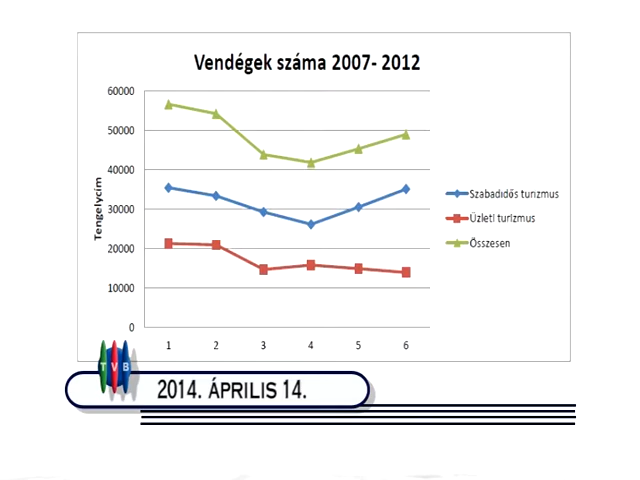 Vendégek száma 2007- 2012
60000
50000
40000
30000
20000
10000
0
Tengelycím
1 2 3 4 5 6
Szabadidős turizmus
Üzleti turizmus
Összesen
TVB
2014. ÁPRILIS 14.